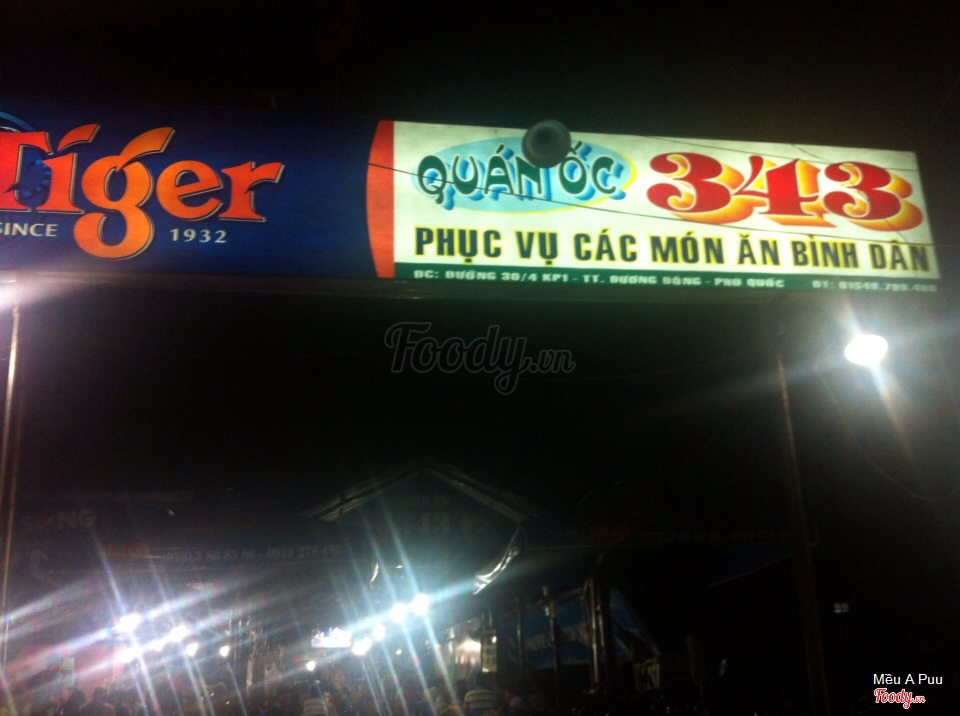 Tiger
SINCE 1932
QUÁN ỐC 343
PHỤC VỤ CÁC MÓN ĂN BÌNH DÂN
ĐC: ĐƯỜNG 30/4 KP1 - TT. DƯƠNG ĐÔNG - PHÚ QUỐC ĐT:
Foody.vn
Mều A Puu
Foody.vn